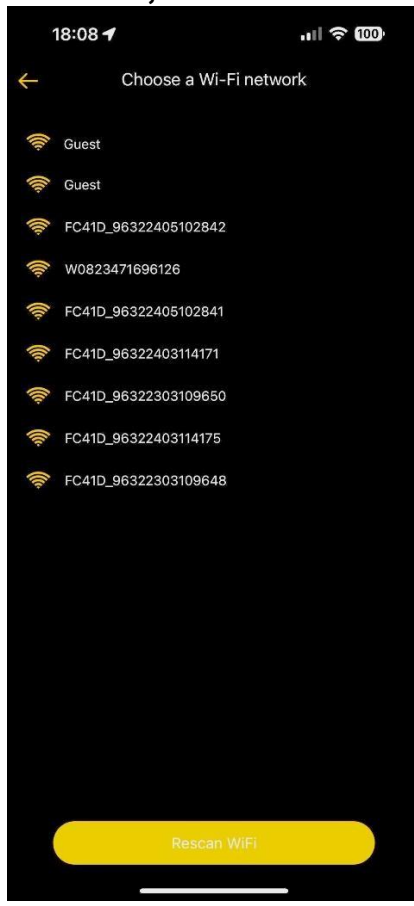 18:08
100
Choose a Wi-Fi network
Guest
Guest
FC41D_96322405102842
W0823471696126
FC41D_96322405102841
FC41D_96322403114171
FC41D_96322303109650
FC41D_96322403114175
FC41D_96322303109648
Rescan WiFi